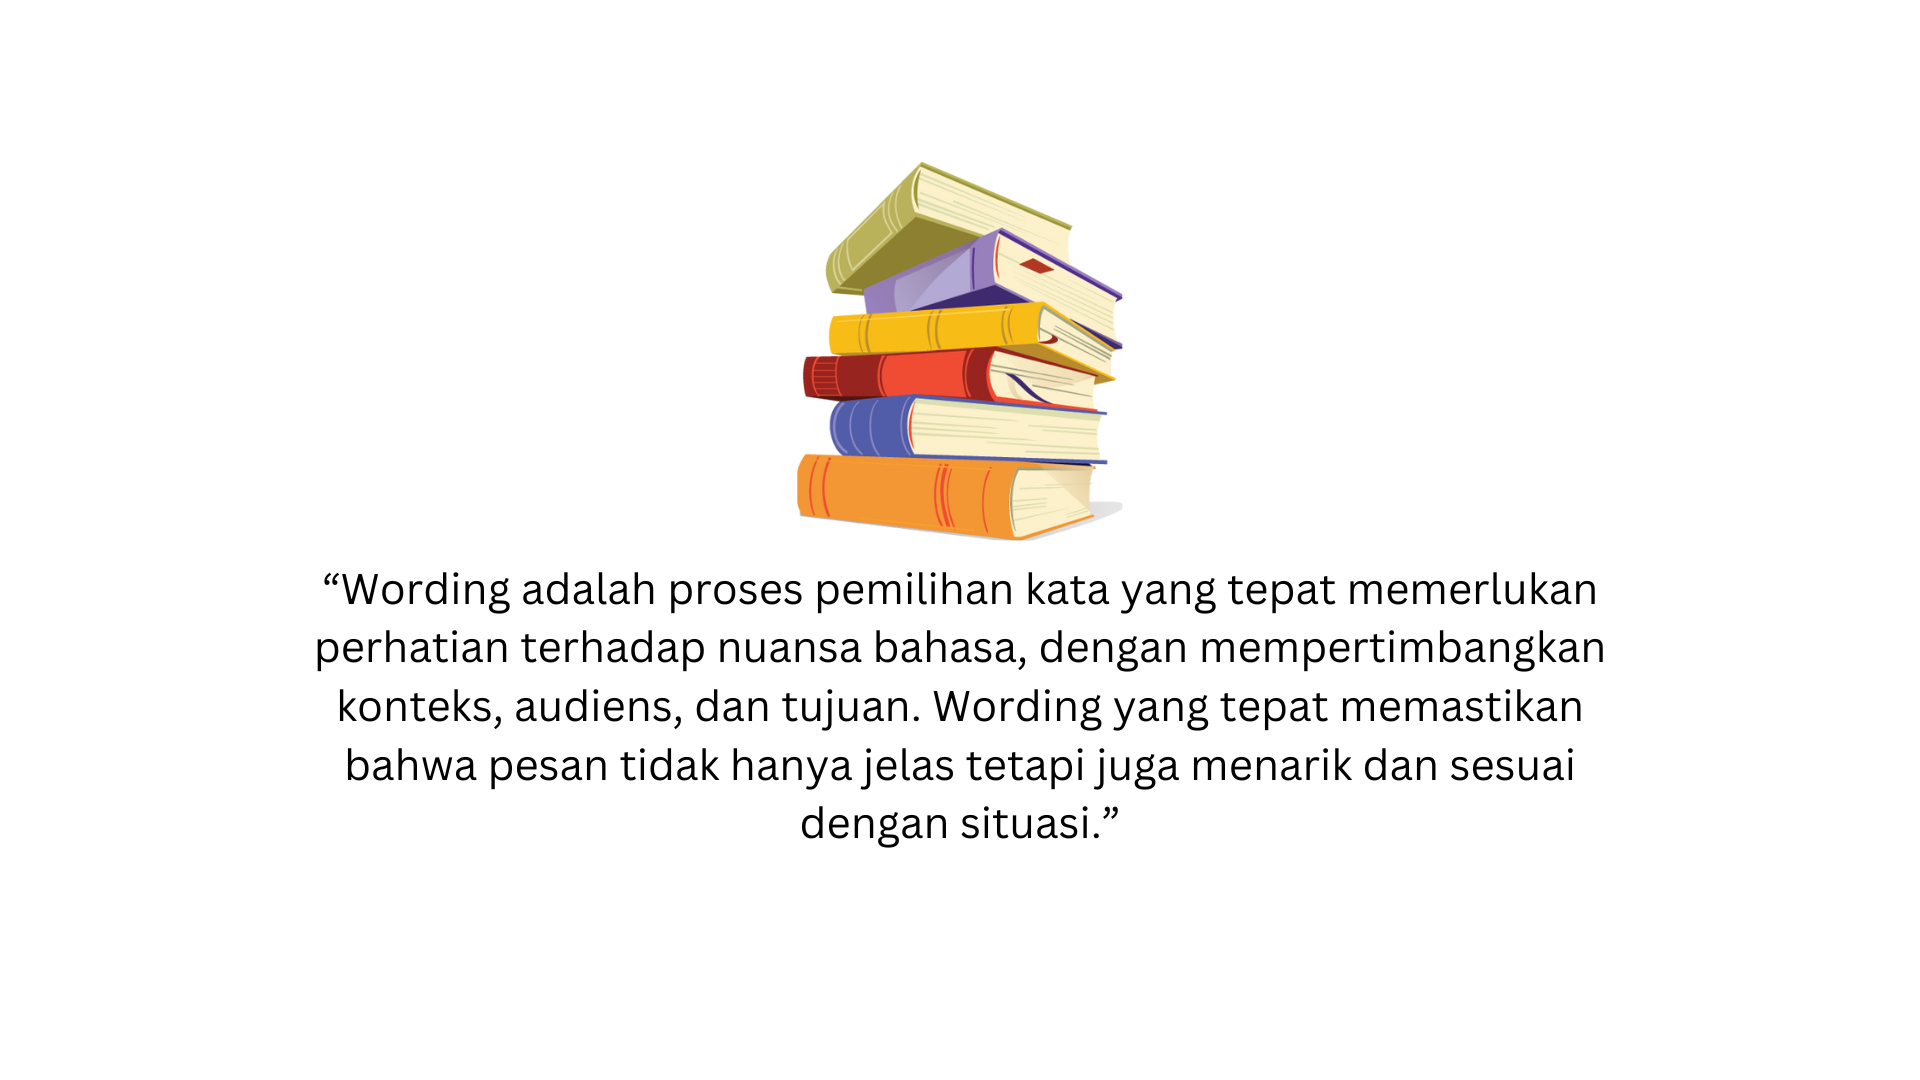 “Wording adalah proses pemilihan kata yang tepat memerlukan
perhatian terhadap nuansa bahasa, dengan mempertimbangkan
konteks, audiens, dan tujuan. Wording yang tepat memastikan
bahwa pesan tidak hanya jelas tetapi juga menarik dan sesuai
dengan situasi.”